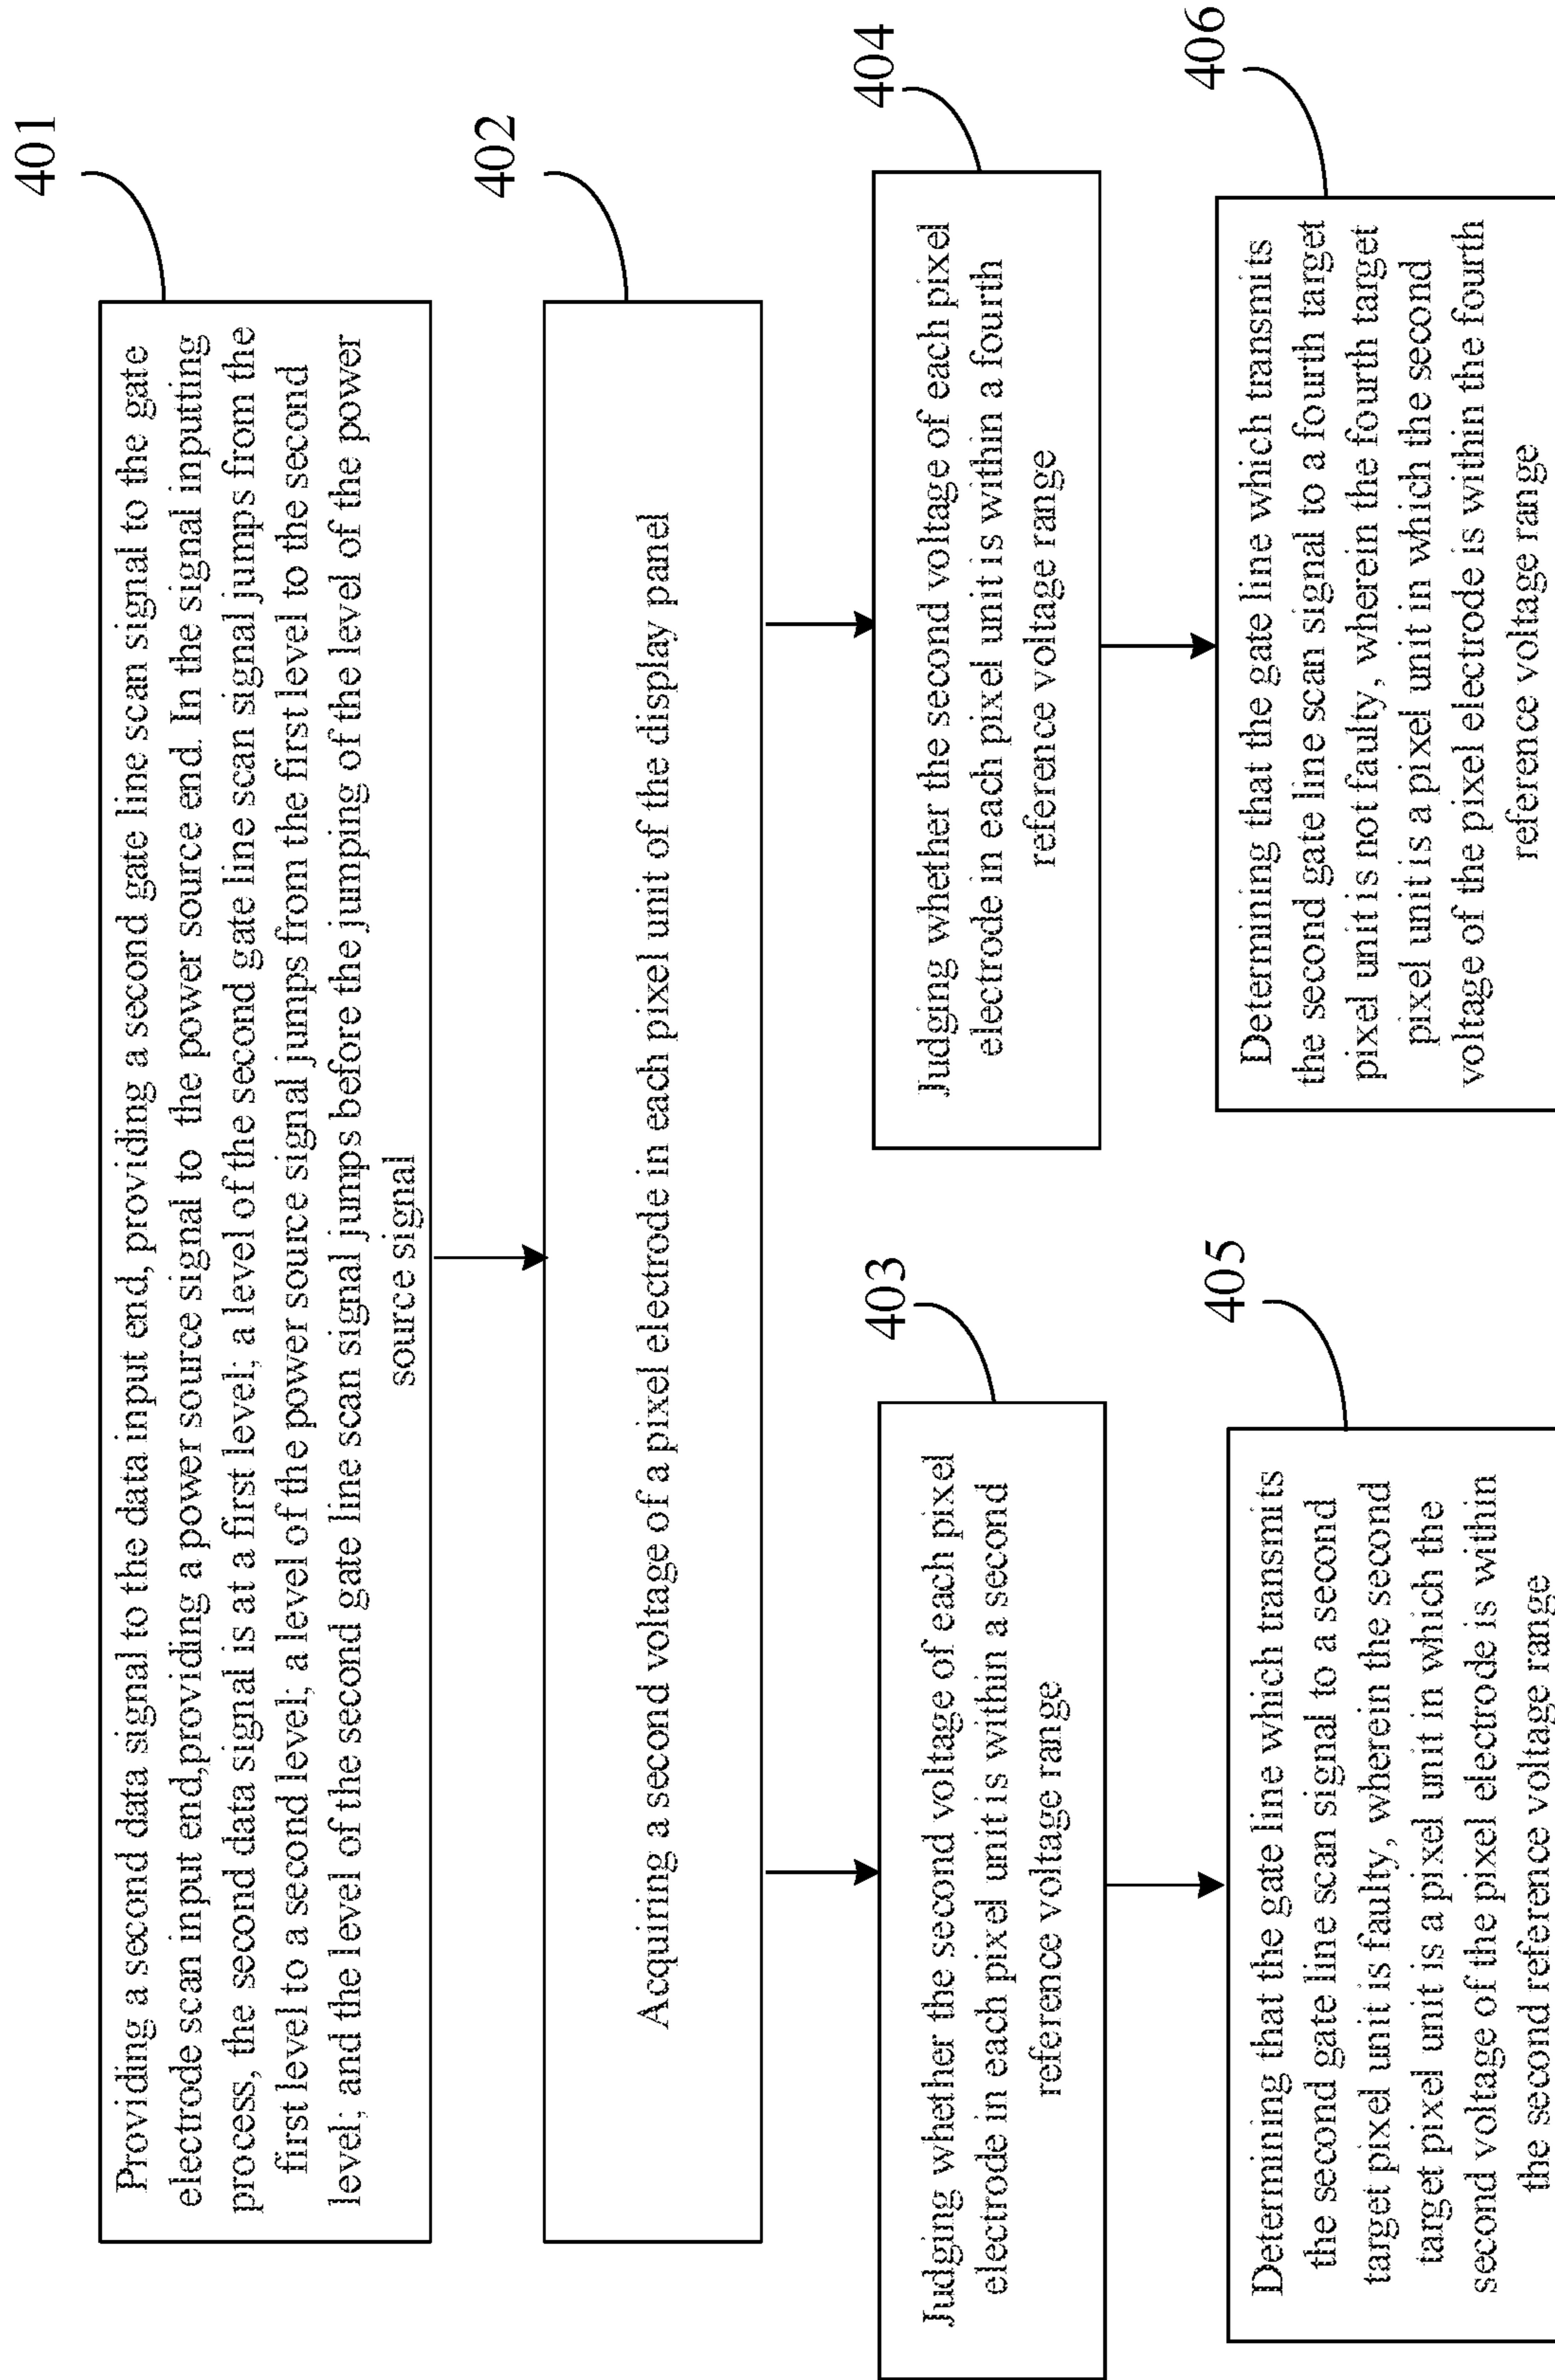 401
Providing a second data signal to the data input end, providing a second gate line scan signal to the gate
electrode scan input end,providing a power source signal to the power source end. In the signal inputting
process, the second data signal is at a first level; a level of the second gate line scan signal jumps from the
first level to a second level; a level of the power source signal jumps from the first level to the second
level; and the level of the second gate line scan signal jumps before the jumping of the level of the power
source signal
402
Acquiring a second voltage of a pixel electrode in each pixel unit of the display panel
403
Judging whether the second voltage of each pixel
electrode in each pixel unit is within a second
reference voltage range
404
Judging whether the second voltage of each pixel
electrode in each pixel unit is within a fourth
reference voltage range
405
Determining that the gate line which transmits
the second gate line scan signal to a second
target pixel unit is faulty, wherein the second
target pixel unit is a pixel unit in which the
second voltage of the pixel electrode is within
the second reference voltage range
406
Determining that the gate line which transmits
the second gate line scan signal to a fourth target
pixel unit is not faulty, wherein the fourth target
pixel unit is a pixel unit in which the second
voltage of the pixel electrode is within the fourth
reference voltage range